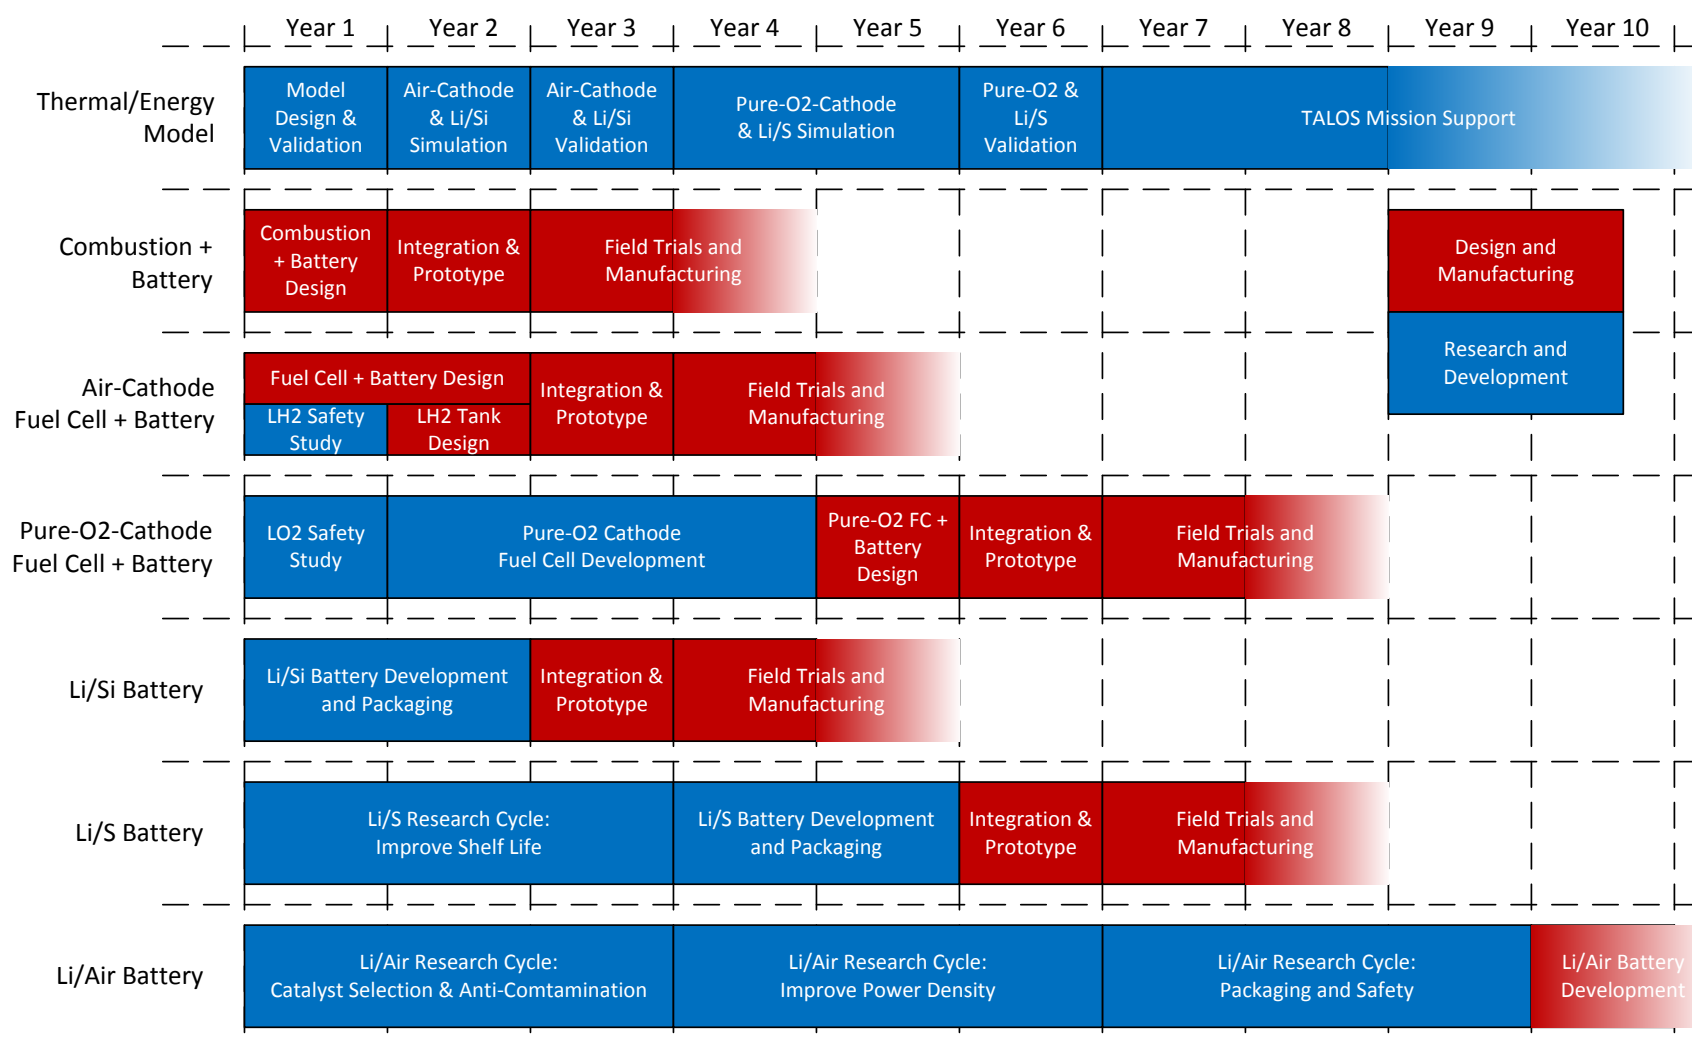 Year 1
Year 2
Year 3
Year 4
Year 5
Year 6
Year 7
Year 8
Year 9
Year 10
Thermal/Energy
Model
Model
Design &
Validation
Air-Cathode
& Li/Si
Simulation
Air-Cathode
& Li/Si
Validation
Pure-O2-Cathode
& Li/S Simulation
Pure-O2 &
Li/S
Validation
TALOS Mission Support
Combustion +
Battery
Combustion
+ Battery
Design
Integration &
Prototype
Field Trials and
Manufacturing
Design and
Manufacturing
Research and
Development
Air-Cathode
Fuel Cell + Battery
Fuel Cell + Battery Design
LH2 Safety
Study
LH2 Tank
Design
Integration &
Prototype
Field Trials and
Manufacturing
Pure-O2-Cathode
Fuel Cell + Battery
LO2 Safety
Study
Pure-O2 Cathode
Fuel Cell Development
Pure-O2 FC +
Battery
Design
Integration &
Prototype
Field Trials and
Manufacturing
Li/Si Battery
Li/Si Battery Development
and Packaging
Integration &
Prototype
Field Trials and
Manufacturing
Li/S Battery
Li/S Research Cycle:
Improve Shelf Life
Li/S Battery Development
and Packaging
Integration &
Prototype
Field Trials and
Manufacturing
Li/Air Battery
Li/Air Research Cycle:
Catalyst Selection & Anti-Comtamination
Li/Air Research Cycle:
Improve Power Density
Li/Air Research Cycle:
Packaging and Safety
Li/Air Battery
Development